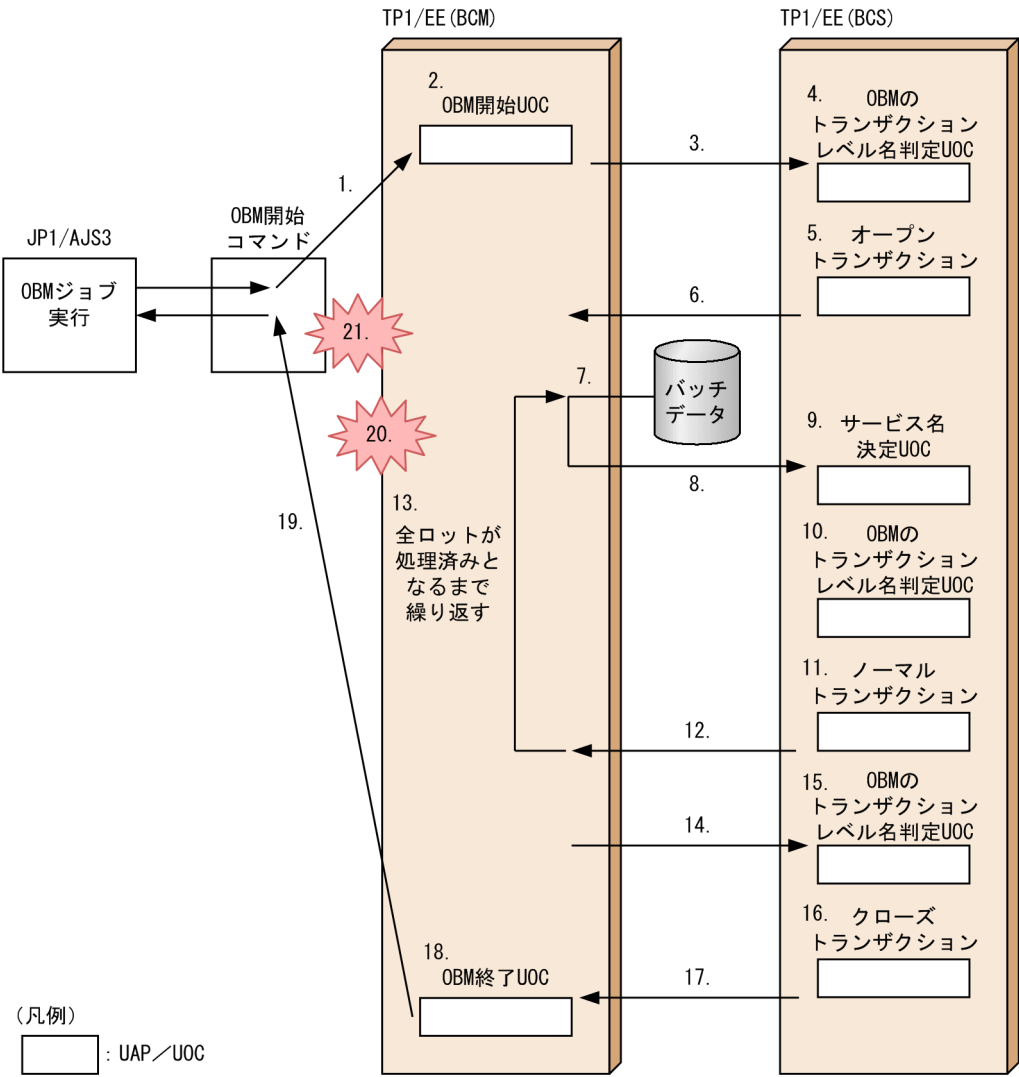 TP1/EE(BCM)
TP1/EE(BCS)
2.
OBM開始UOC
3.
4.
OBMの
トランザクション
レベル名判定UOC
1.
JP1/AJS3
OBMジョブ
実行
OBM開始
コマンド
5.
オープン
トランザクション
6.
21.
20.
7.
バッチ
データ
8.
9.
サービス名
決定UOC
19.
13.
全ロットが
処理済みと
なるまで
繰り返す
10.
OBMの
トランザクション
レベル名判定UOC
11.
ノーマル
トランザクション
12.
14.
15.
OBMの
トランザクション
レベル名判定UOC
16.
クローズ
トランザクション
17.
18.
OBM終了UOC
(凡例)
: UAP／UOC